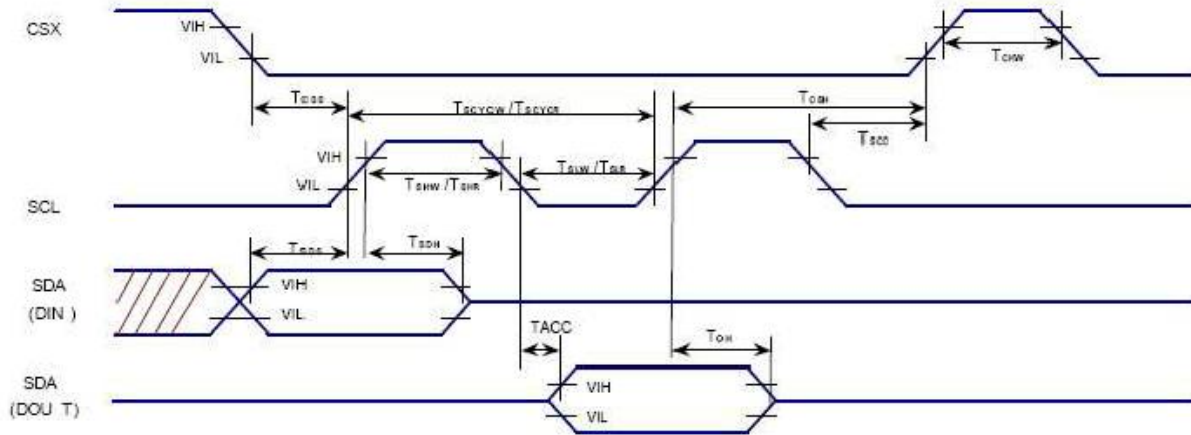 CSX
VIH
VIL
TCHW
TCSS
TSCYCW /TSCYCR
TCSH
TSCC
VIH
VIL
TSHW /TSHR
TSLW /TSLR
SCL
TSDS
TSDH
SDA
(DIN )
VIH
VIL
TACC
TOH
SDA
(DOU T)
VIH
VIL